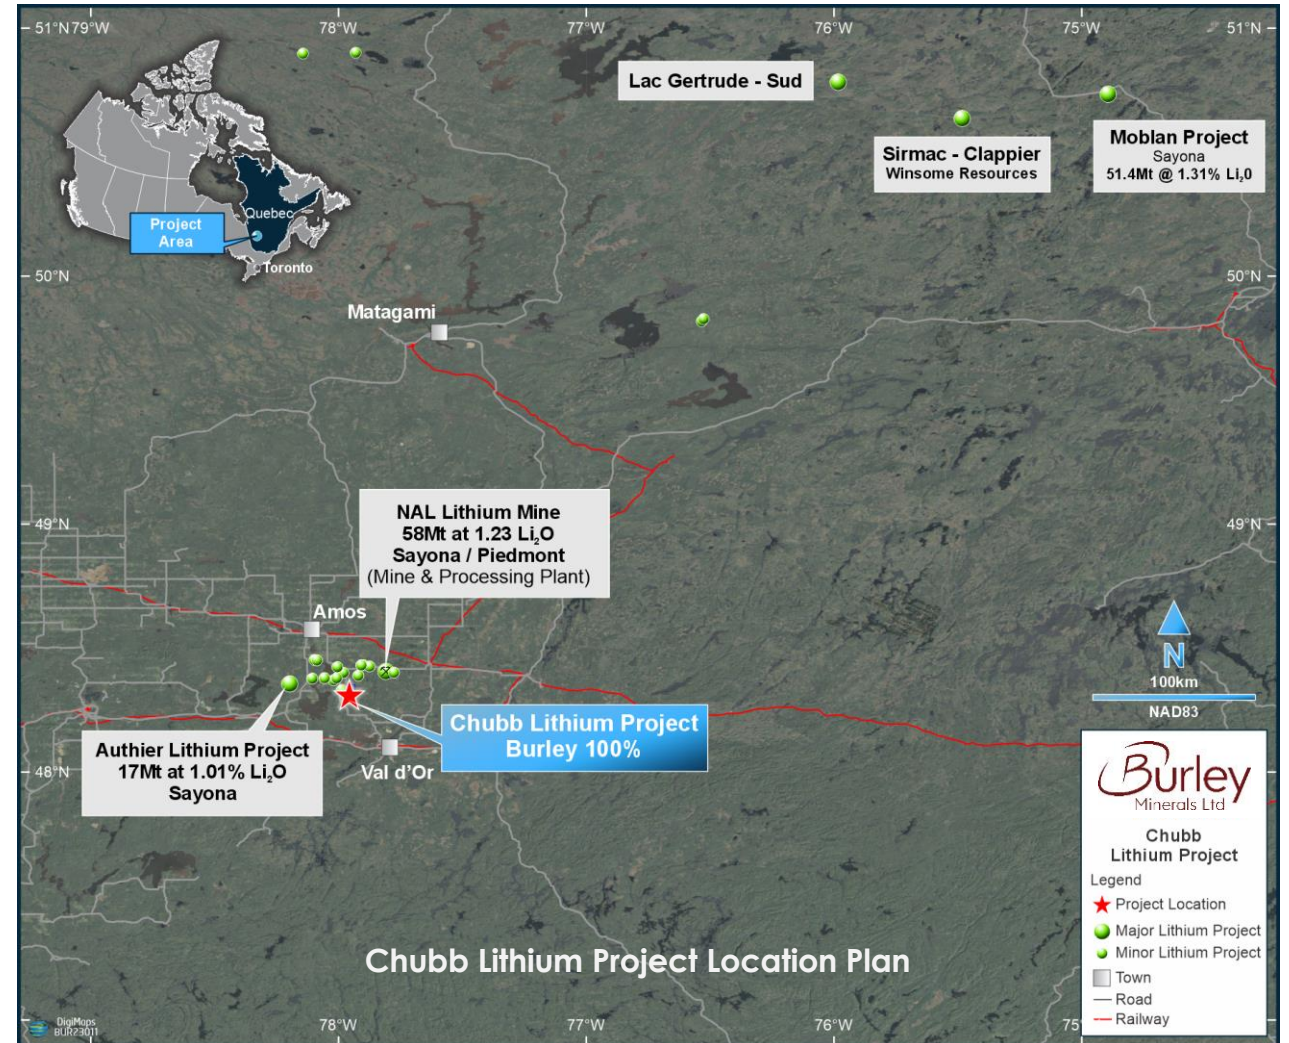 51°N 79°W
78°W
77°W
76°W
75°W
51°N
Lac Gertrude - Sud
Sirmac - Clappier
Winsome Resources
Moblan Project
Sayona
51.4Mt @ 1.31% Li₂0
Quebec
Project
Area
Toronto
50°N
50°N
Matagami
49°N
49°N
NAL Lithium Mine
58Mt at 1.23 Li₂O
Sayona / Piedmont
(Mine & Processing Plant)
Amos
N
100km
NAD83
Chubb Lithium Project
Burley 100%
Authier Lithium Project
17Mt at 1.01% Li₂O
Sayona
Val d'Or
48°N
Burley
Minerals Ltd
Chubb
Lithium Project
Legend
Project Location
Major Lithium Project
Minor Lithium Project
Town
Road
Railway
Chubb Lithium Project Location Plan
DigiMaps
BUR23011
78°W
77°W
76°W
75°